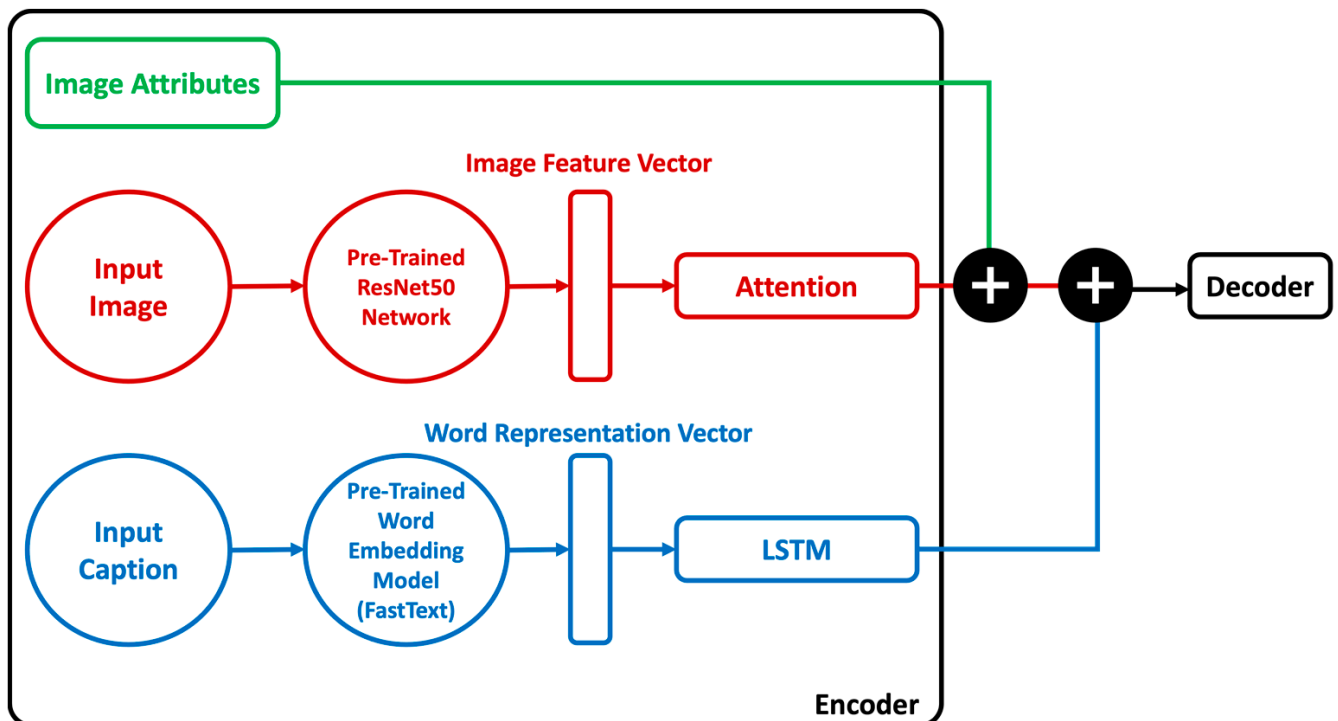 Image Attributes
Image Feature Vector
Input
Image
Pre-Trained
ResNet50
Network
Attention
+
+
Decoder
Word Representation Vector
Input
Caption
Pre-Trained
Word
Embedding
Model
(FastText)
LSTM
Encoder